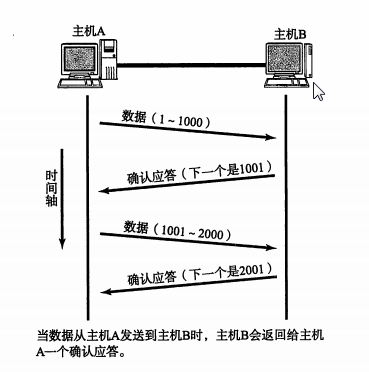 主机A
主机B
数据（1～1000）
确认应答（下一个是1001）
数据（1001～2000）
确认应答（下一个是2001）
时间轴
当数据从主机A发送到主机B时，主机B会返回给主机
A一个确认应答。